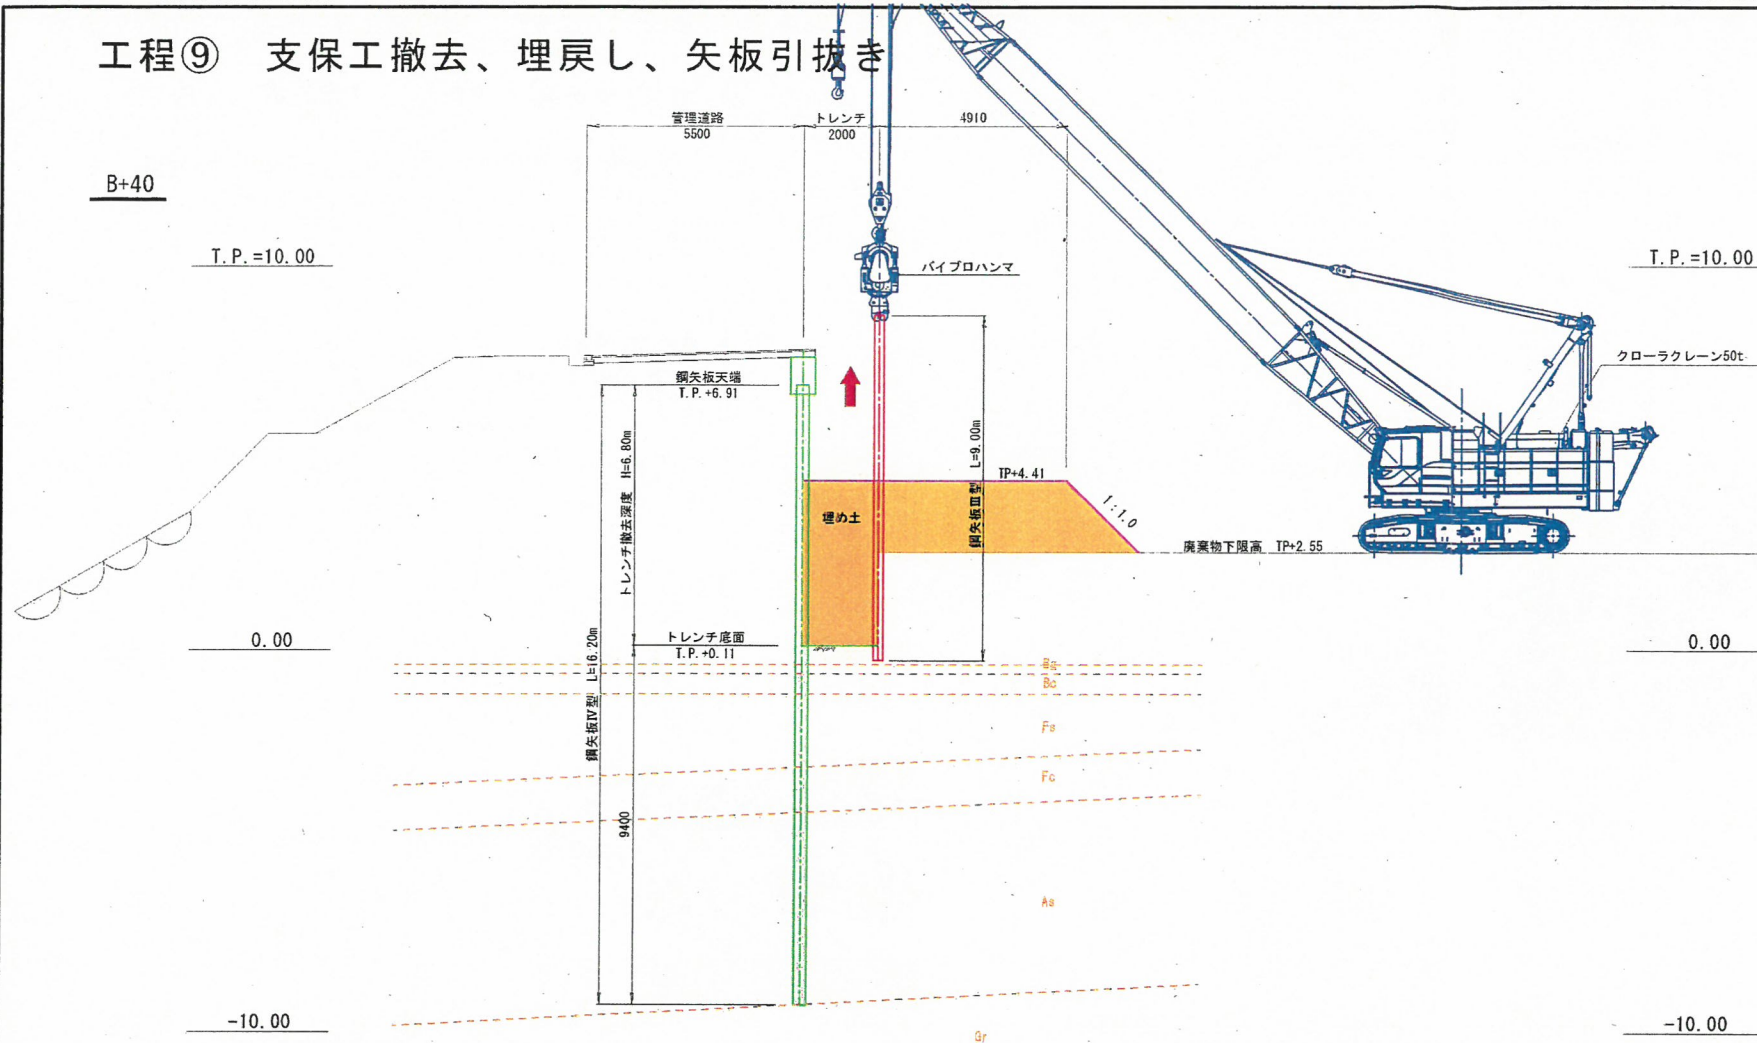 工程⑨ 支保工撤去、埋戻し、矢板引抜き
管理道路
5500
トレンチ
2000
4910
B+40
T.P.=10.00
T.P.=10.00
バイブロハンマ
クローラクレーン50t
鋼矢板天端
T.P.+6.91
トレンチ撤去深度 H=6.80m
鋼矢板Ⅲ型 L=9.00m
TP+4.41
1:1.0
埋め土
廃棄物下限高 TP+2.55
0.00
トレンチ底面
T.P.+0.11
0.00
鋼矢板Ⅳ型 L=16.20m
Bc
Fs
Fc
9400
As
-10.00
Gr
-10.00